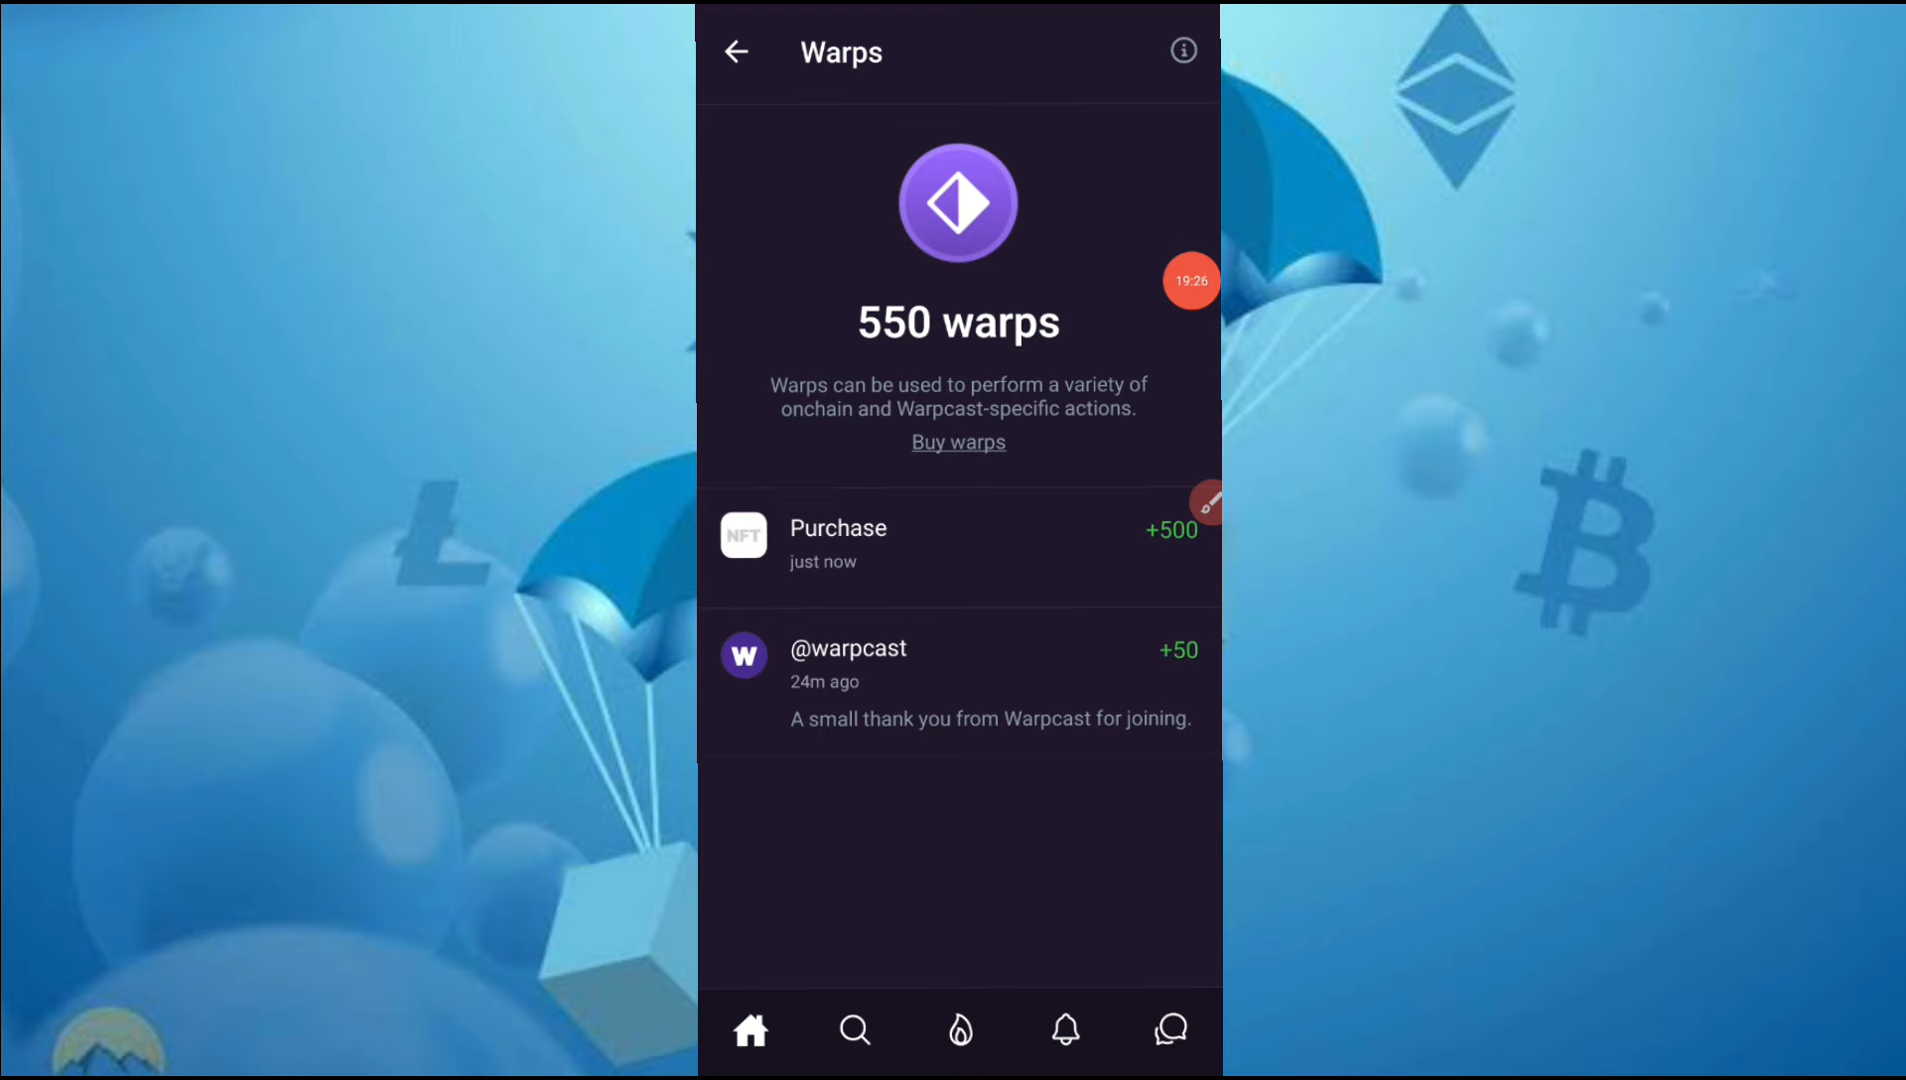 Warps
19:26
550 warps
Warps can be used to perform a variety of
onchain and Warpcast-specific actions.
Buy warps
NFT
Purchase
+500
just now
W
@warpcast
+50
24m ago
A small thank you from Warpcast for joining.